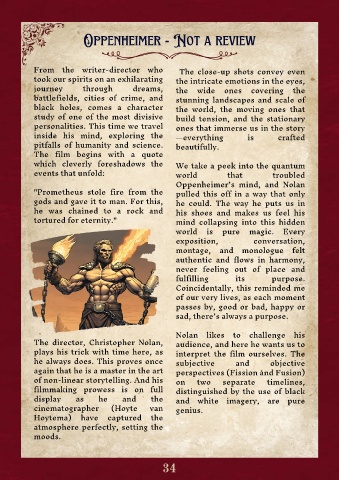 OPPENHEIMER - NOT A REVIEW
From the writer-director who
took our spirits on an exhilarating
journey through dreams,
battlefields, cities of crime, and
black holes, comes a character
study of one of the most divisive
personalities. This time we travel
inside his mind, exploring the
pitfalls of humanity and science.
The film begins with a quote
which cleverly foreshadows the
events that unfold:
"Prometheus stole fire from the
gods and gave it to man. For this,
he was chained to a rock and
tortured for eternity."
The director, Christopher Nolan,
plays his trick with time here, as
he always does. This proves once
again that he is a master in the art
of non-linear storytelling. And his
filmmaking prowess is on full
display as he and the
cinematographer (Hoyte van
Høytema) have captured the
atmosphere perfectly, setting the
moods.
The close-up shots convey even
the intricate emotions in the eyes,
the wide ones covering the
stunning landscapes and scale of
the world, the moving ones that
build tension, and the stationary
ones that immerse us in the story
—everything is crafted
beautifully.
We take a peek into the quantum
world that troubled
Oppenheimer's mind, and Nolan
pulled this off in a way that only
he could. The way he puts us in
his shoes and makes us feel his
mind collapsing into this hidden
world is pure magic. Every
exposition, conversation,
montage, and monologue felt
authentic and flows in harmony,
never feeling out of place and
fulfilling its purpose.
Coincidentally, this reminded me
of our very lives, as each moment
passes by, good or bad, happy or
sad, there's always a purpose.
Nolan likes to challenge his
audience, and here he wants us to
interpret the film ourselves. The
subjective and objective
perspectives (Fission and Fusion)
on two separate timelines,
distinguished by the use of black
and white imagery, are pure
genius.
34